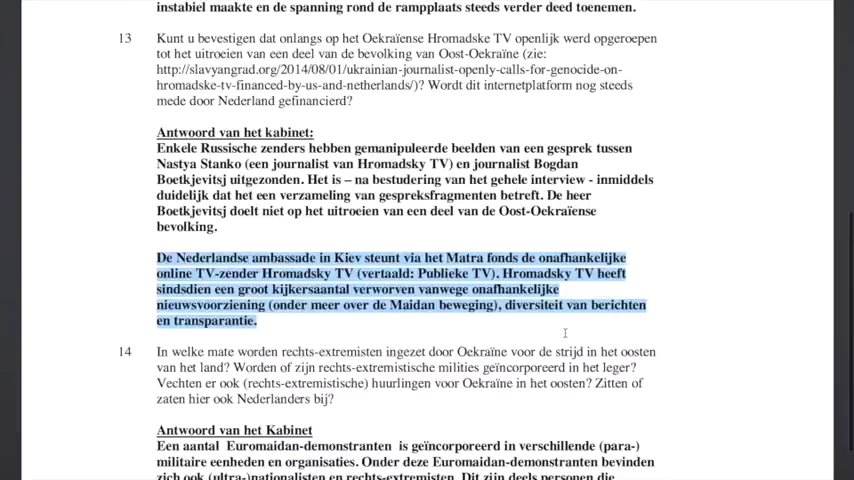 instabiel maakte en de spanning rond de rampplaats steeds verder deed toenemen.
13 Kunt u bevestigen dat onlangs op het Oekraïense Hromadske TV openlijk werd opgeroepen
tot het uitroeien van een deel van de bevolking van Oost-Oekraïne (zie:
http://slavyangrad.org/2014/08/01/ukrainian-journalist-openly-calls-for-genocide-on-
hromadske-tv-financed-by-us-and-netherlands/)? Wordt dit internetplatform nog steeds
mede door Nederland gefinancierd?
Antwoord van het kabinet:
Enkele Russische zenders hebben gemanipuleerde beelden van een gesprek tussen
Nastya Stanko (een journalist van Hromadsky TV) en journalist Bogdan
Boetkjevitsj uitgezonden. Het is – na bestudering van het gehele interview - inmiddels
duidelijk dat het een verzameling van gespreksfragmenten betreft. De heer
Boetkjevitsj doelt niet op het uitroeien van een deel van de Oost-Oekraïense
bevolking.
De Nederlandse ambassade in Kiev steunt via het Matra fonds de onafhankelijke
online TV-zender Hromadsky TV (vertaald: Publieke TV). Hromadsky TV heeft
sindsdien een groot kijkersaantal verworven vanwege onafhankelijke
nieuwsvoorziening (onder meer over de Maidan beweging), diversiteit van berichten
en transparantie.
14 In welke mate worden rechts-extremisten ingezet door Oekraïne voor de strijd in het oosten
van het land? Worden of zijn rechts-extremistische milities geïncorporeerd in het leger?
Vechten er ook (rechts-extremistische) huurlingen voor Oekraïne in het oosten? Zitten of
zaten hier ook Nederlanders bij?
Antwoord van het Kabinet
Een aantal Euromaidan-demonstranten is geïncorporeerd in verschillende (para-)
militaire eenheden en organisaties. Onder deze Euromaidan-demonstranten bevinden
zich ook (ultra-)nationalisten en rechts-extremisten. Dit zijn deels personen die